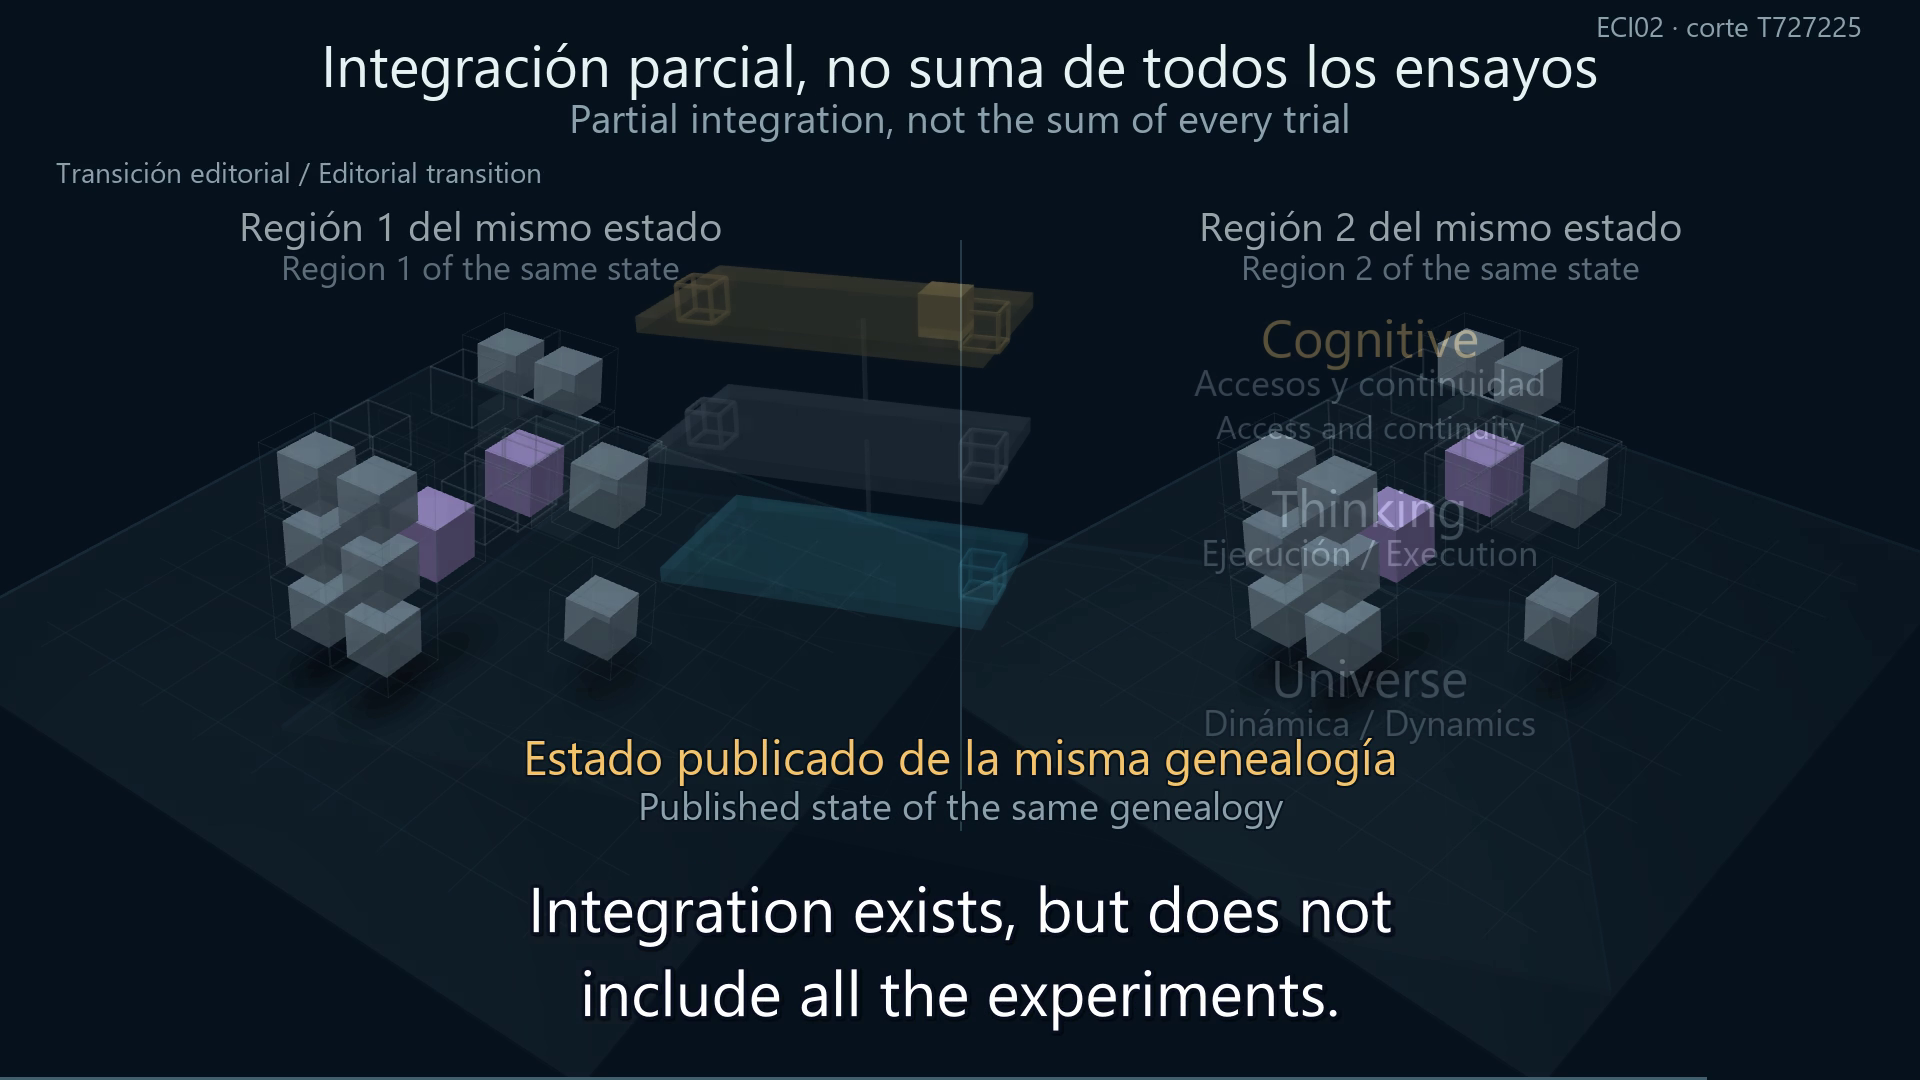 ECI02 · corte T727225
Integración parcial, no suma de todos los ensayos
Partial integration, not the sum of every trial
Transición editorial / Editorial transition
Región 1 del mismo estado
Region 1 of the same state
Región 2 del mismo estado
Region 2 of the same state
Cognitive
Accesos y continuidad
Access and continuity
Thinking
Ejecución / Execution
Universe
Dinámica / Dynamics
Estado publicado de la misma genealogía
Published state of the same genealogy
Integration exists, but does not
include all the experiments.